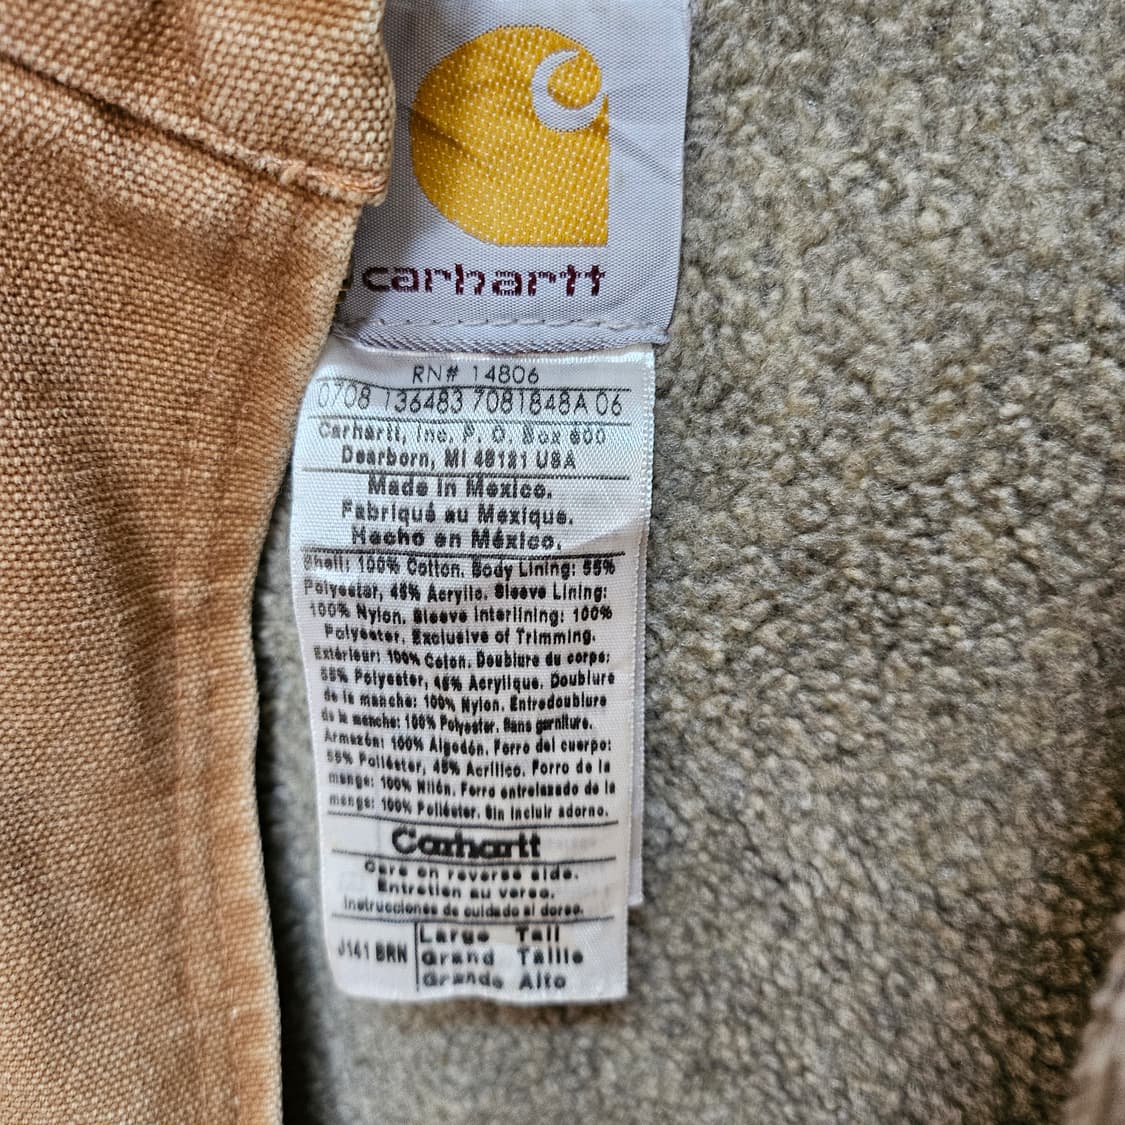 carhartt
RN# 14806
0708 136483 7081848A 06
Carhartt, Inc. P. O. Box 600
Dearborn, MI 48121 USA
Made in Mexico.
Fabriqué au Mexique.
Hecho en México.
Shell: 100% Cotton. Body Lining: 55%
Polyester, 45% Acrylic. Sleeve Lining:
100% Nylon. Sleeve Interlining: 100%
Polyester, Exclusive of Trimming.
Extérieur: 100% Coton. Doublure du corps:
55% Polyester, 45% Acrylique. Doublure
de la manche: 100% Nylon. Entredoublure
de la manche: 100% Polyester. Sans garniture.
Armazón: 100% Algodón. Forro del cuerpo:
55% Poliéster, 45% Acrílico. Forro de la
manga: 100% Nilón. Forro entrelazado de la
manga: 100% Poliéster. Sin incluir adorno.
Carhartt
Care on reverse side.
Entretien au verso.
Instrucciones de cuidado al dorso.
J141 BRN
Large Tall
Grand Taille
Grande Alto